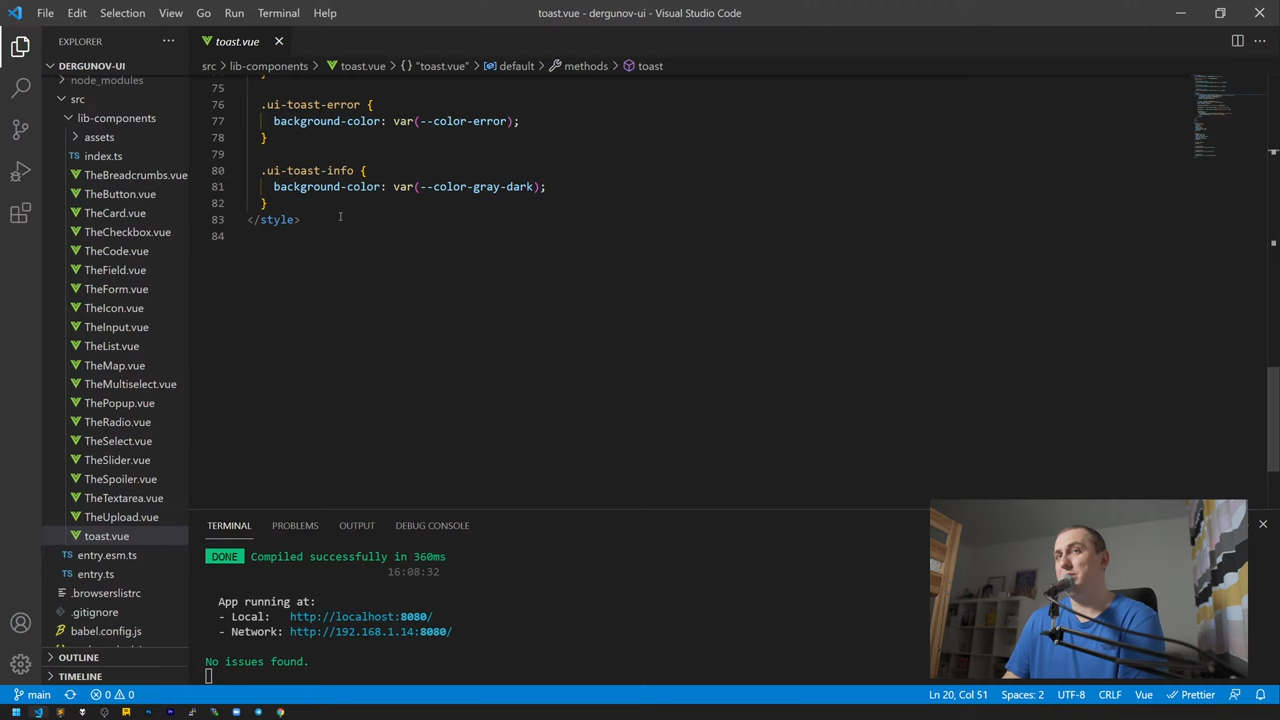 File Edit Selection View Go Run Terminal Help
toast.vue - dergunov-ui - Visual Studio Code
EXPLORER
toast.vue
DERGUNOV-UI
src > lib-components > toast.vue > {} "toast.vue" > default > methods > toast
node_modules
src
lib-components
assets
index.ts
TheBreadcrumbs.vue
TheButton.vue
TheCard.vue
TheCheckbox.vue
TheCode.vue
TheField.vue
TheForm.vue
TheIcon.vue
TheInput.vue
TheList.vue
TheMap.vue
TheMultiselect.vue
ThePopup.vue
TheRadio.vue
TheSelect.vue
TheSlider.vue
TheSpoiler.vue
TheTextarea.vue
TheUpload.vue
toast.vue
entry.esm.ts
entry.ts
.browserslistrc
.gitignore
babel.config.js
OUTLINE
TIMELINE
75
76 .ui-toast-error {
77 background-color: var(--color-error);
78 }
79
80 .ui-toast-info {
81 background-color: var(--color-gray-dark);
82 }
83 </style>
84
TERMINAL PROBLEMS OUTPUT DEBUG CONSOLE
DONE Compiled successfully in 360ms
16:08:32
App running at:
- Local: http://localhost:8080/
- Network: http://192.168.1.14:8080/
No issues found.
main 0 0 Ln 20, Col 51 Spaces: 2 UTF-8 CRLF Vue Prettier